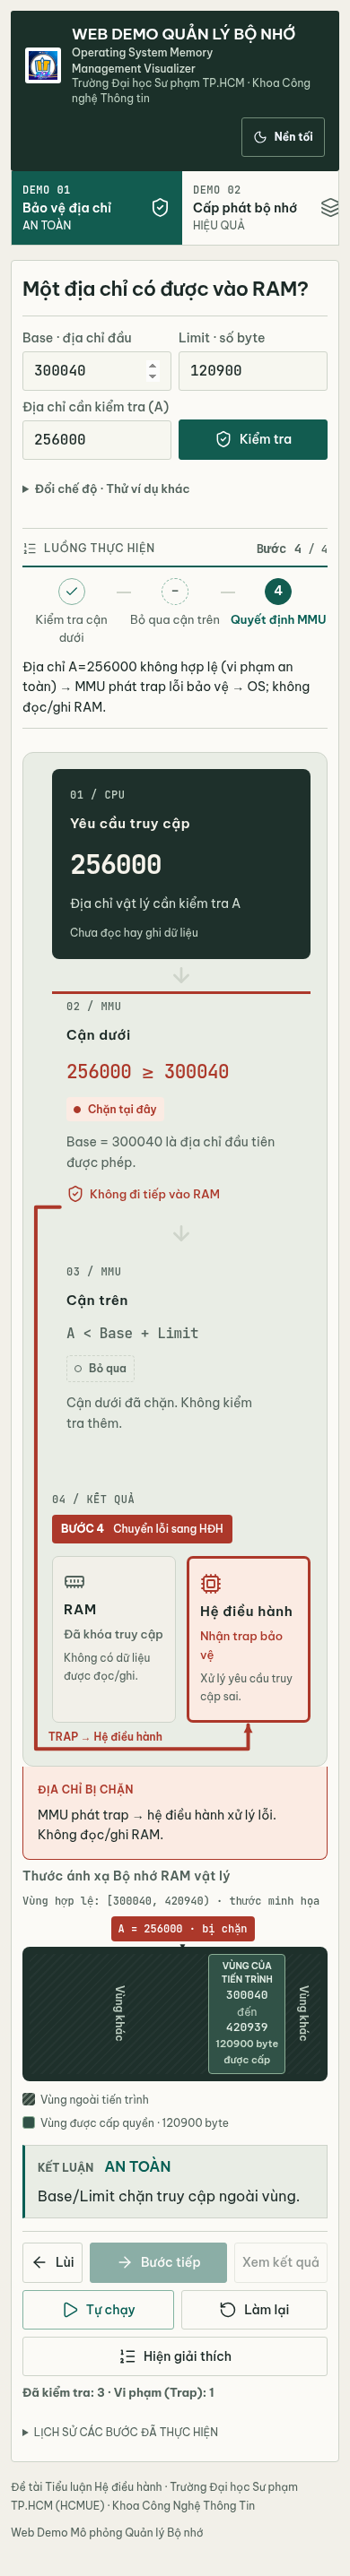 WEB DEMO QUẢN LÝ BỘ NHỚ
Operating System Memory
Management Visualizer
Trường Đại học Sư phạm TP.HCM · Khoa Công
nghệ Thông tin
Nền tối
DEMO 01
Bảo vệ địa chỉ
AN TOÀN
DEMO 02
Cấp phát bộ nhớ
HIỆU QUẢ
Một địa chỉ có được vào RAM?
Base · địa chỉ đầu
Limit · số byte
300040
120900
Địa chỉ cần kiểm tra (A)
256000
Kiểm tra
Đổi chế độ · Thử ví dụ khác
LUỒNG THỰC HIỆN
Bước 4 / 4
Kiểm tra cận
dưới
Bỏ qua cận trên
4
Quyết định MMU
Địa chỉ A=256000 không hợp lệ (vi phạm an
toàn) → MMU phát trap lỗi bảo vệ → OS; không
đọc/ghi RAM.
01 / CPU
Yêu cầu truy cập
256000
Địa chỉ vật lý cần kiểm tra A
Chưa đọc hay ghi dữ liệu
02 / MMU
Cận dưới
256000 ≥ 300040
Chặn tại đây
Base = 300040 là địa chỉ đầu tiên
được phép.
Không đi tiếp vào RAM
03 / MMU
Cận trên
A < Base + Limit
Bỏ qua
Cận dưới đã chặn. Không kiểm
tra thêm.
04 / KẾT QUẢ
BƯỚC 4 Chuyển lỗi sang HĐH
RAM
Đã khóa truy cập
Không có dữ liệu
được đọc/ghi.
Hệ điều hành
Nhận trap bảo
vệ
Xử lý yêu cầu truy
cập sai.
TRAP → Hệ điều hành
ĐỊA CHỈ BỊ CHẶN
MMU phát trap → hệ điều hành xử lý lỗi.
Không đọc/ghi RAM.
Thước ánh xạ Bộ nhớ RAM vật lý
Vùng hợp lệ: [300040, 420940) · thước minh họa
A = 256000 · bị chặn
Vùng khác
VÙNG CỦA
TIẾN TRÌNH
300040
đến
420939
120900 byte
được cấp
Vùng khác
Vùng ngoài tiến trình
Vùng được cấp quyền · 120900 byte
KẾT LUẬN AN TOÀN
Base/Limit chặn truy cập ngoài vùng.
Lùi
Bước tiếp
Xem kết quả
Tự chạy
Làm lại
Hiện giải thích
Đã kiểm tra: 3 · Vi phạm (Trap): 1
LỊCH SỬ CÁC BƯỚC ĐÃ THỰC HIỆN
Đề tài Tiểu luận Hệ điều hành · Trường Đại học Sư phạm
TP.HCM (HCMUE) · Khoa Công Nghệ Thông Tin
Web Demo Mô phỏng Quản lý Bộ nhớ